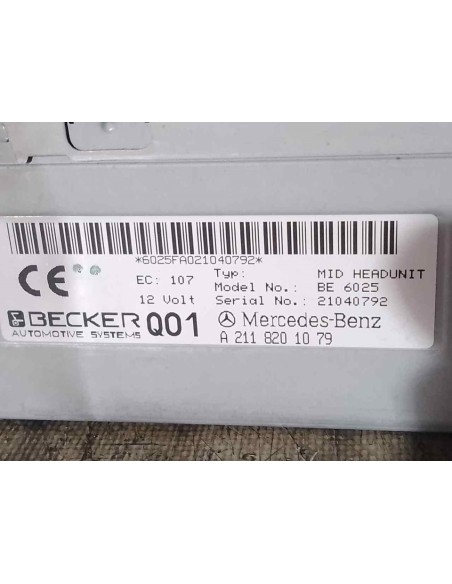 *6025FA021040792*
CE
EC: 107 Typ: MID HEADUNIT
Model No.: BE 6025
12 Volt Serial No.: 21040792
BECKER Q01 Mercedes-Benz
AUTOMOTIVE SYSTEMS A 211 820 10 79